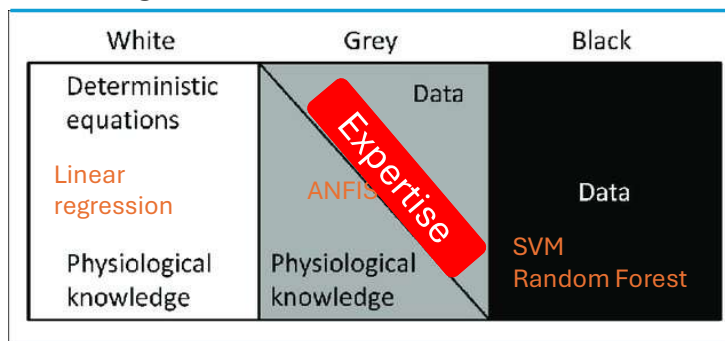 White
Grey
Black
Deterministic
equations
Linear
regression
Physiological
knowledge
Data
Expertise
ANFIS
Physiological
knowledge
Data
SVM
Random Forest